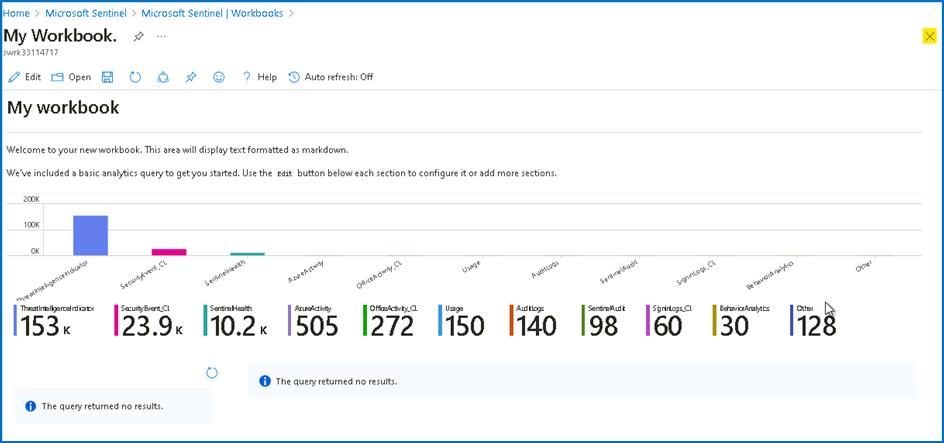 Home > Microsoft Sentinel > Microsoft Sentinel | Workbooks >
My Workbook. ...
swrk33114717
Edit Open ? Help Auto refresh: Off
My workbook
Welcome to your new workbook. This area will display text formatted as markdown.
We've included a basic analytics query to get you started. Use the Edit button below each section to configure it or add more sections.
200K
100K
0K
ThreatIntelligenceIndicator SecurityEvent_CL SentinelHealth AzureActivity OfficeActivity_CL Usage AuditLogs SentinelAudit SigninLogs_CL BehaviorAnalytics Other
ThreatIntelligenceIndicator SecurityEvent_CL SentinelHealth AzureActivity OfficeActivity_CL Usage AuditLogs SentinelAudit SigninLogs_CL BehaviorAnalytics Other
153 K 23.9 K 10.2 K 505 272 150 140 98 60 30 128
The query returned no results.
The query returned no results.